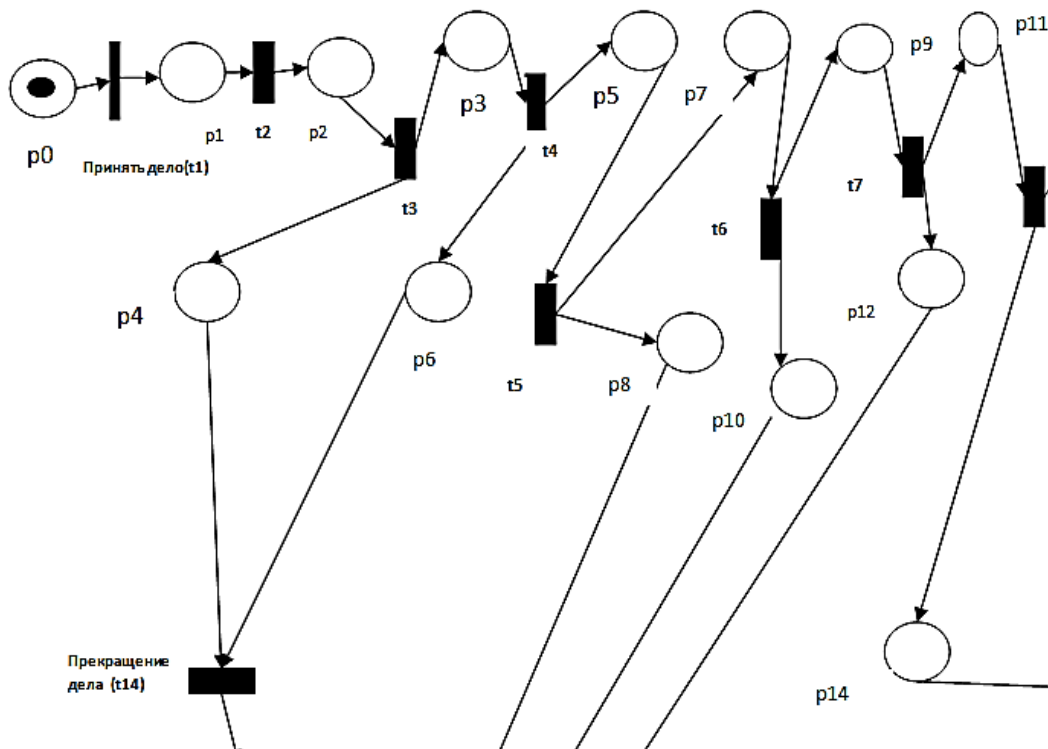 p0
Принять дело(t1)
p1
t2
p2
t3
p3
t4
p5
p7
p9
p11
t7
t6
p4
p6
t5
p8
p10
p12
Прекращение
дела (t14)
p14